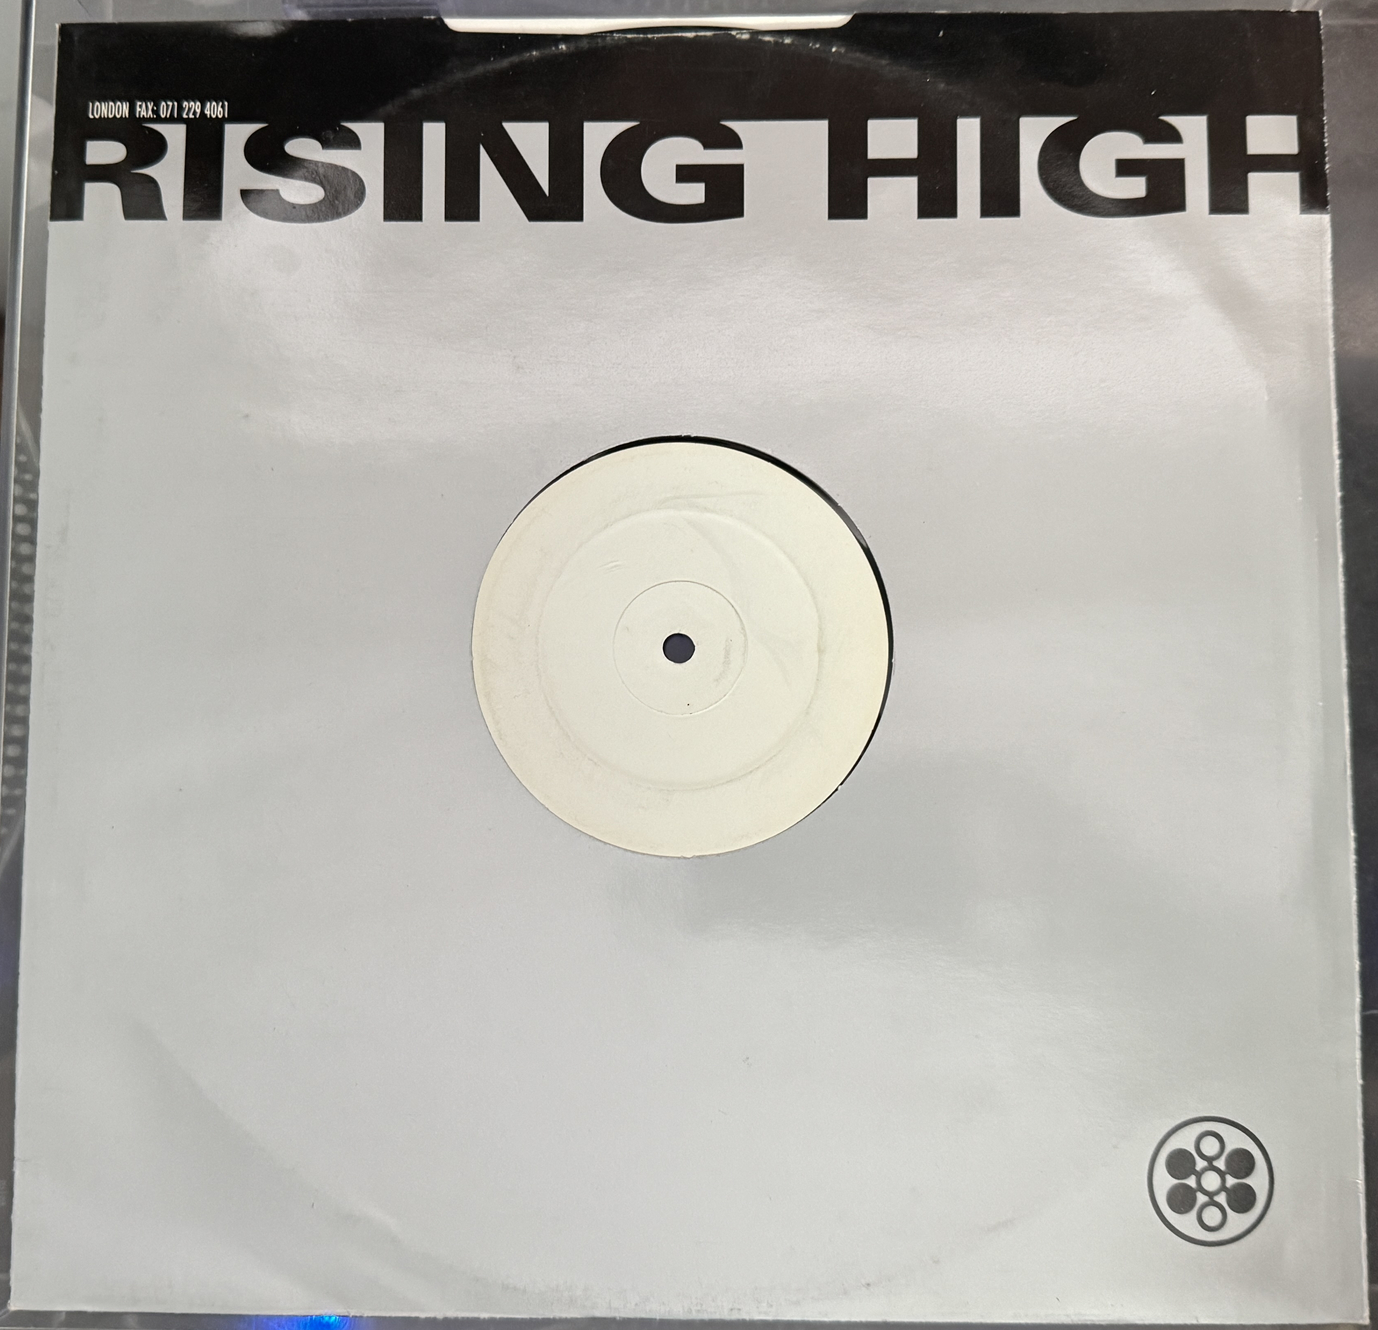 LONDON FAX: 071 229 4061
RISING HIGH